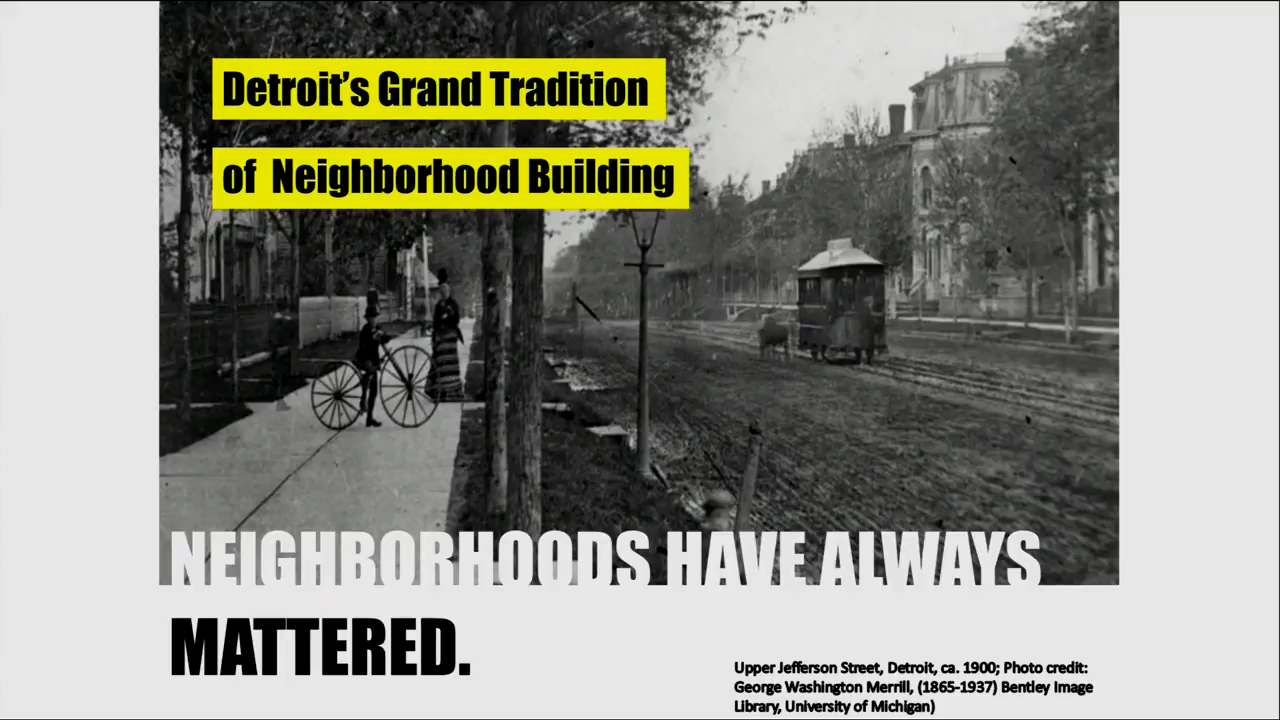 Detroit's Grand Tradition
of Neighborhood Building
NEIGHBORHOODS HAVE ALWAYS
MATTERED.
Upper Jefferson Street, Detroit, ca. 1900; Photo credit:
George Washington Merrill, (1865-1937) Bentley Image
Library, University of Michigan)